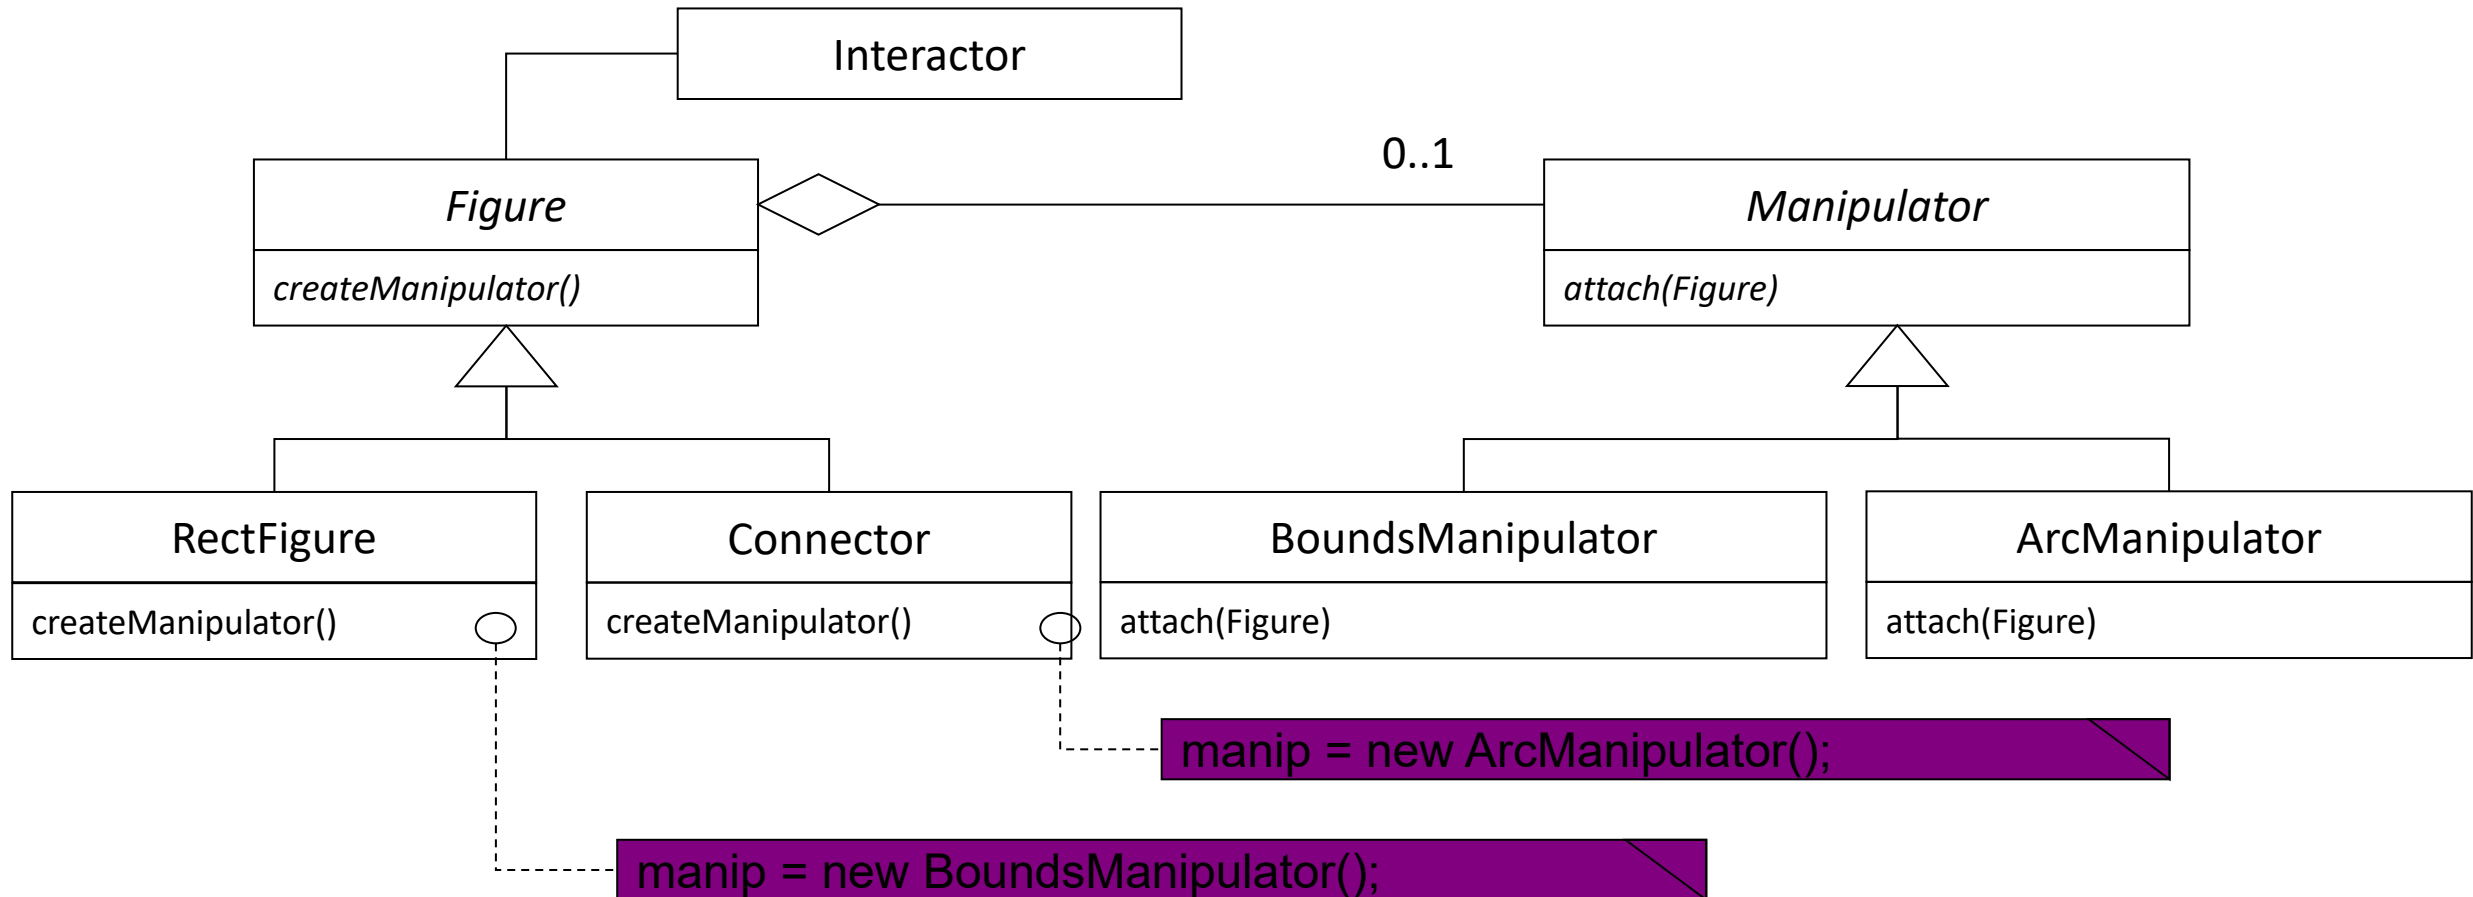 Interactor
0..1
Figure
Manipulator
createManipulator()
attach(Figure)
RectFigure
Connector
BoundsManipulator
ArcManipulator
createManipulator()
createManipulator()
attach(Figure)
attach(Figure)
manip = new ArcManipulator();
manip = new BoundsManipulator();